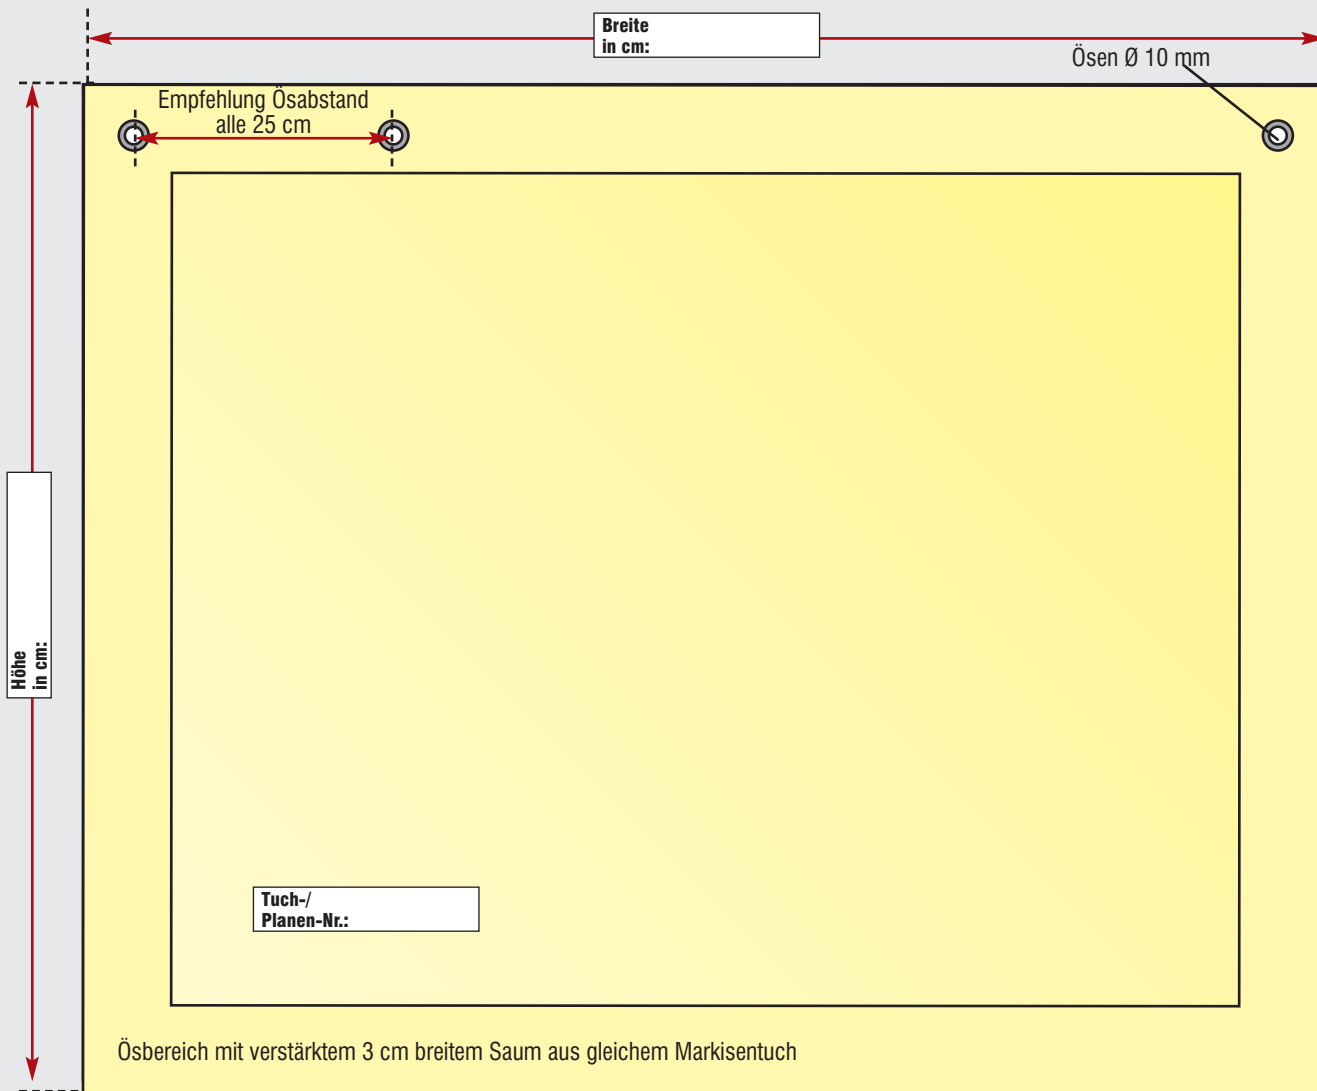 Breite
in cm:
Ösen Ø 10 mm
Empfehlung Ösabstand
alle 25 cm
Höhe
in cm:
Tuch-/
Planen-Nr.:
Ösbereich mit verstärktem 3 cm breitem Saum aus gleichem Markisentuch